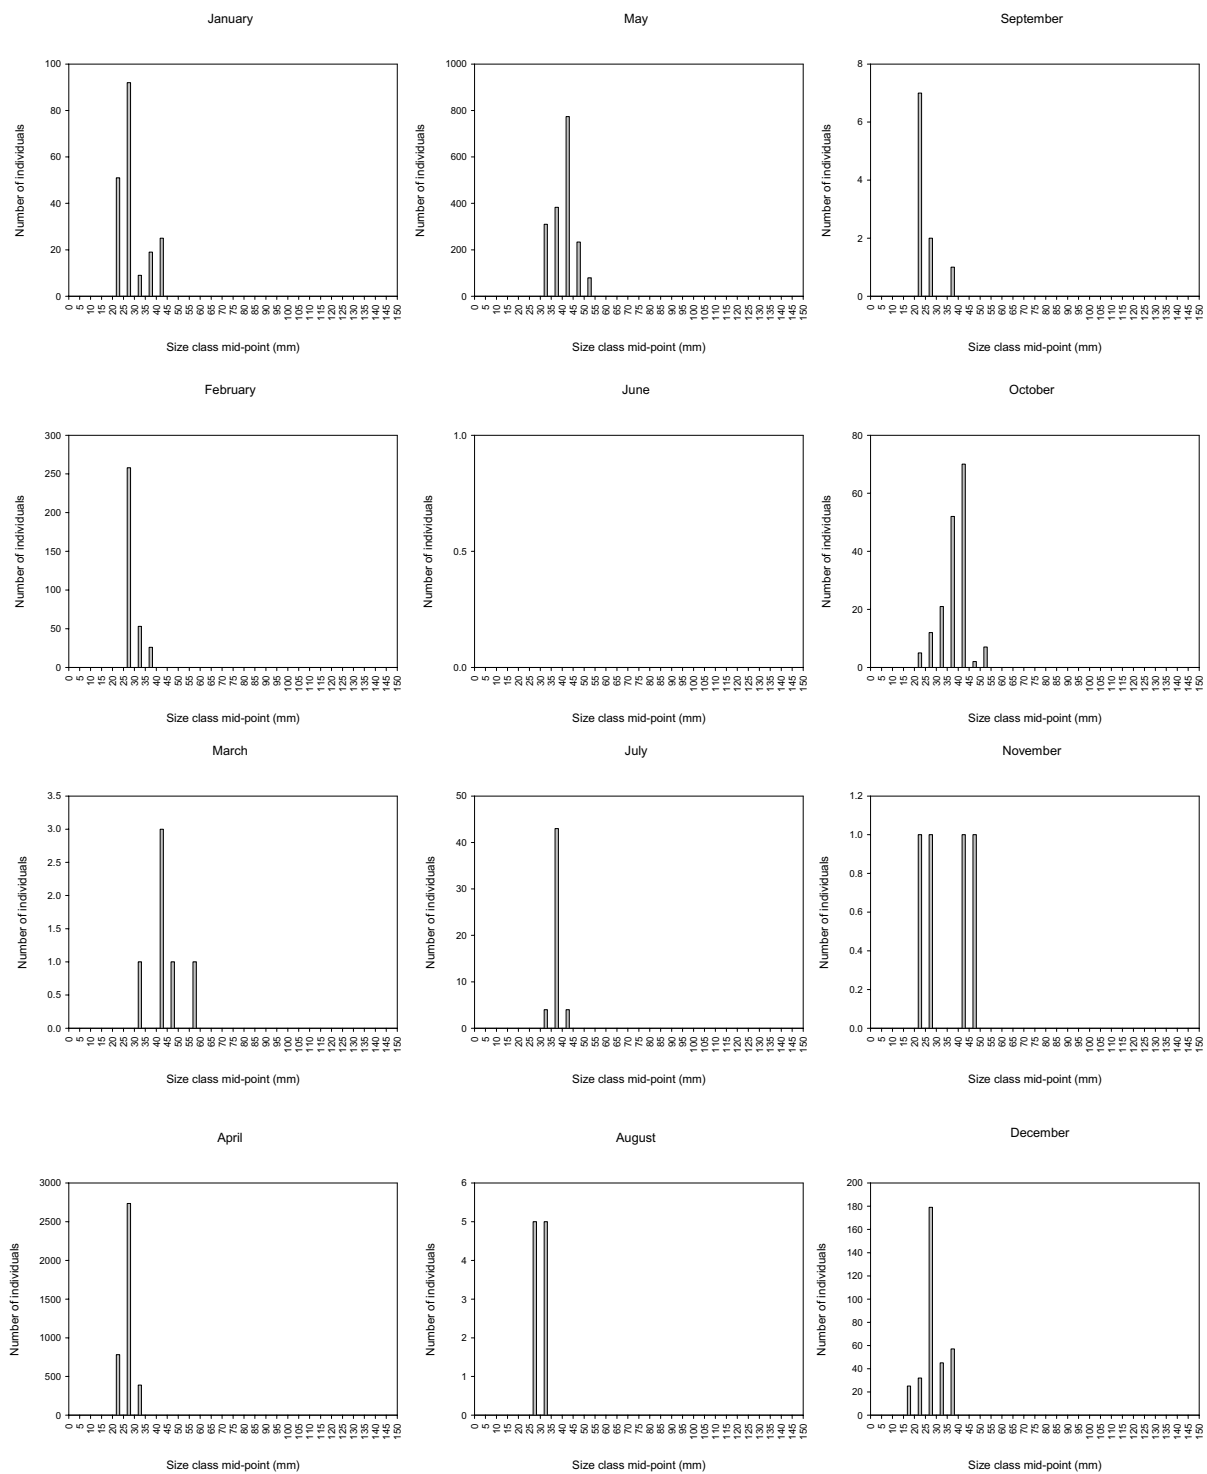 January
Number of individuals
100
80
60
40
20
0
0 5 10 15 20 25 30 35 40 45 50 55 60 65 70 75 80 85 90 95 100 105 110 115 120 125 130 135 140 145 150
Size class mid-point (mm)
May
Number of individuals
1000
800
600
400
200
0
0 5 10 15 20 25 30 35 40 45 50 55 60 65 70 75 80 85 90 95 100 105 110 115 120 125 130 135 140 145 150
Size class mid-point (mm)
September
Number of individuals
8
6
4
2
0
0 5 10 15 20 25 30 35 40 45 50 55 60 65 70 75 80 85 90 95 100 105 110 115 120 125 130 135 140 145 150
Size class mid-point (mm)
February
Number of individuals
300
250
200
150
100
50
0
0 5 10 15 20 25 30 35 40 45 50 55 60 65 70 75 80 85 90 95 100 105 110 115 120 125 130 135 140 145 150
Size class mid-point (mm)
June
Number of individuals
1.0
0.5
0.0
0 5 10 15 20 25 30 35 40 45 50 55 60 65 70 75 80 85 90 95 100 105 110 115 120 125 130 135 140 145 150
Size class mid-point (mm)
October
Number of individuals
80
60
40
20
0
0 5 10 15 20 25 30 35 40 45 50 55 60 65 70 75 80 85 90 95 100 105 110 115 120 125 130 135 140 145 150
Size class mid-point (mm)
March
Number of individuals
3.5
3.0
2.5
2.0
1.5
1.0
0.5
0.0
0 5 10 15 20 25 30 35 40 45 50 55 60 65 70 75 80 85 90 95 100 105 110 115 120 125 130 135 140 145 150
Size class mid-point (mm)
July
Number of individuals
50
40
30
20
10
0
0 5 10 15 20 25 30 35 40 45 50 55 60 65 70 75 80 85 90 95 100 105 110 115 120 125 130 135 140 145 150
Size class mid-point (mm)
November
Number of individuals
1.2
1.0
0.8
0.6
0.4
0.2
0.0
0 5 10 15 20 25 30 35 40 45 50 55 60 65 70 75 80 85 90 95 100 105 110 115 120 125 130 135 140 145 150
Size class mid-point (mm)
April
Number of individuals
3000
2500
2000
1500
1000
500
0
0 5 10 15 20 25 30 35 40 45 50 55 60 65 70 75 80 85 90 95 100 105 110 115 120 125 130 135 140 145 150
Size class mid-point (mm)
August
Number of individuals
6
5
4
3
2
1
0
0 5 10 15 20 25 30 35 40 45 50 55 60 65 70 75 80 85 90 95 100 105 110 115 120 125 130 135 140 145 150
Size class mid-point (mm)
December
Number of individuals
200
180
160
140
120
100
80
60
40
20
0
0 5 10 15 20 25 30 35 40 45 50 55 60 65 70 75 80 85 90 95 100 105 110 115 120 125 130 135 140 145 150
Size class mid-point (mm)